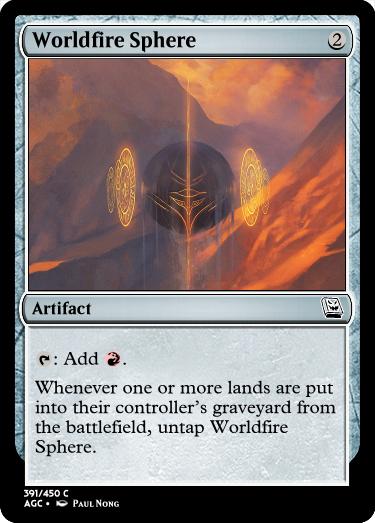 Worldfire Sphere 2
Artifact
: Add .
Whenever one or more lands are put
into their controller's graveyard from
the battlefield, untap Worldfire
Sphere.
391/450 C
AGC • Paul Nong